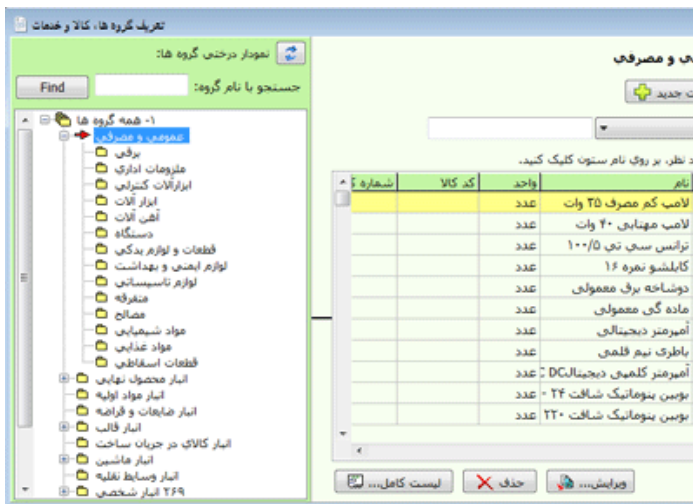 تعریف گروه ها، کالا و خدمات
نمودار درختی گروه ها:
جستجو با نام گروه:
Find
۱- همه گروه ها
عمومی و مصرفی
برقی
ملزومات اداری
ابزارآلات کنترلی
ابزار آلات
آهن آلات
دستگاه
قطعات و لوازم یدکی
لوازم ایمنی و بهداشت
لوازم تاسیساتی
متفرقه
مصالح
مواد شیمیایی
مواد غذایی
قطعات اسقاطی
انبار محصول نهایی
انبار مواد اولیه
انبار ضایعات و قراضه
انبار قالب
انبار کالای در جریان ساخت
انبار ماشین
انبار وسایط نقلیه
۲۶۹ انبار شخصی
ی و مصرفی
ت جدید
د نظر، بر روی نام ستون کلیک کنید.
نام واحد کد کالا شماره
لامپ کم مصرف ۲۵ وات عدد
لامپ مهتابی ۴۰ وات عدد
ترانس سي تي ۱۰۰/۵ عدد
کابلشو نمره ۱۶ عدد
دوشاخه برق معمولی عدد
ماده گی معمولی عدد
آمپرمتر دیجیتالی عدد
باطری نیم قلمی عدد
آمپرمتر کلمپی دیجیتالDC عدد
بوبین پنوماتیک شافت ۲۴ - عدد
بوبین پنوماتیک شافت ۲۲۰ عدد
ویرایش... حذف لیست کامل...